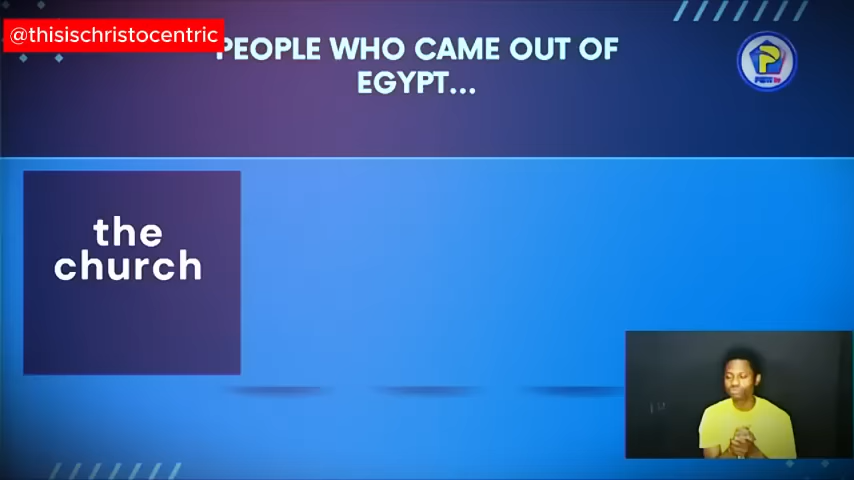 @thisischristocentric
PEOPLE WHO CAME OUT OF
EGYPT...
the
church